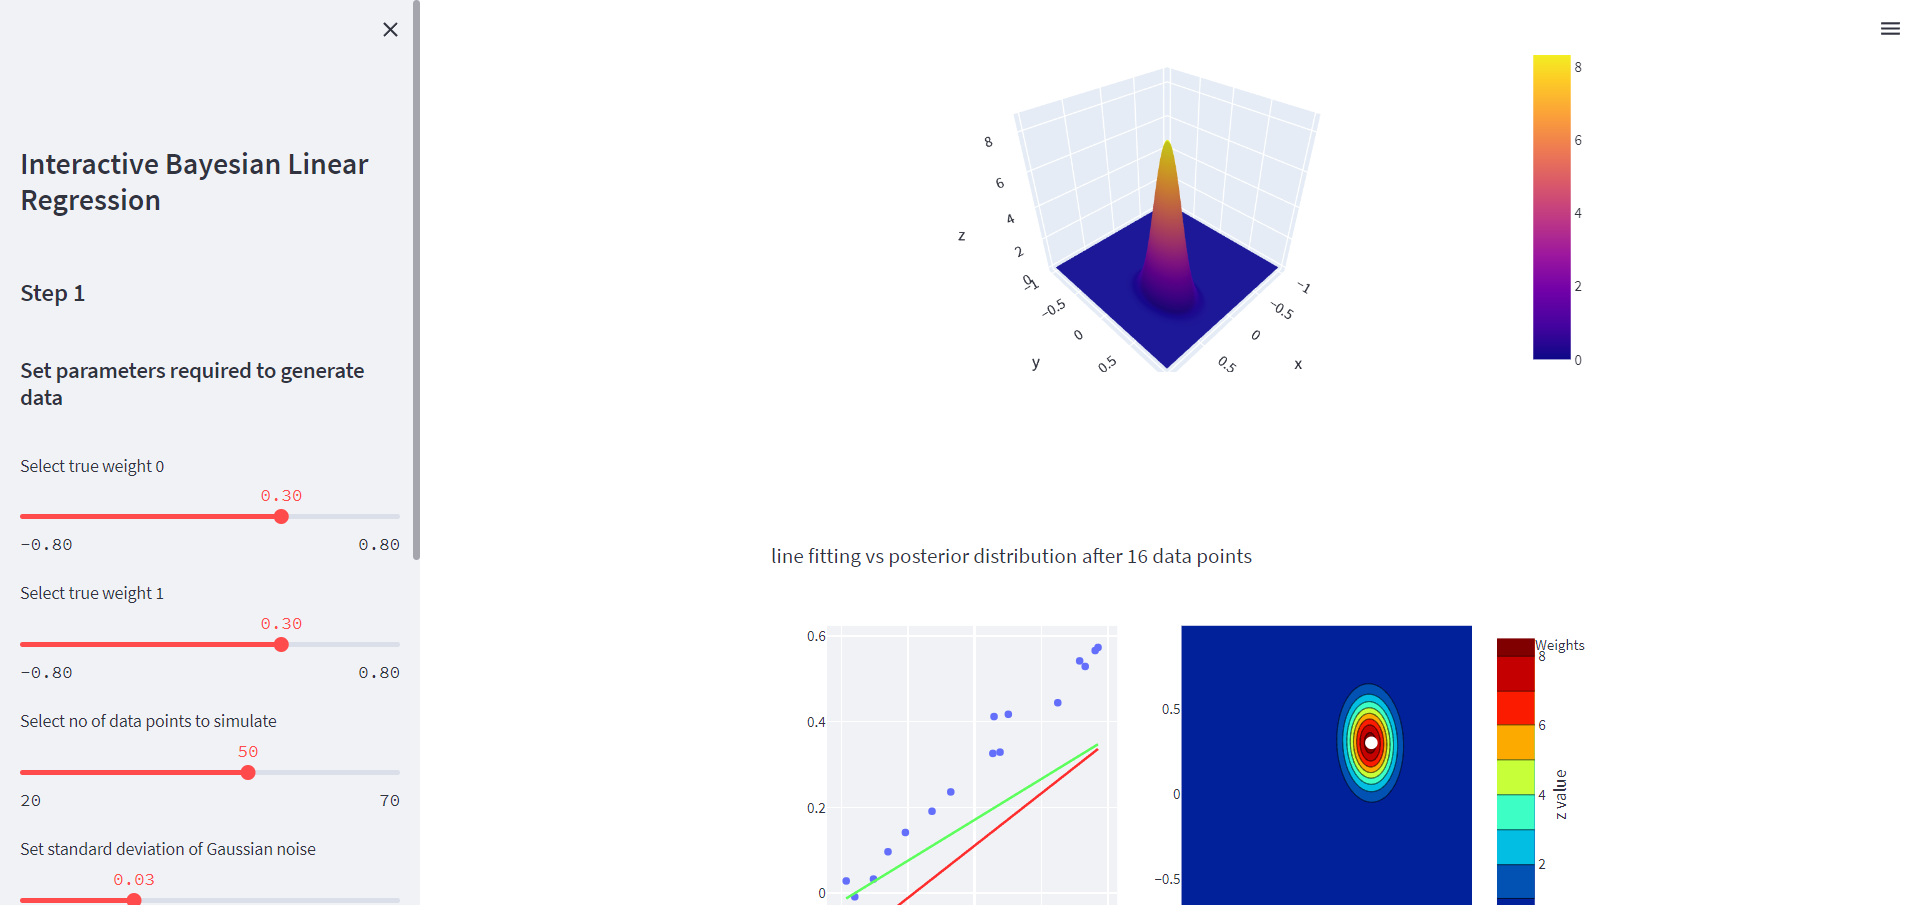 Interactive Bayesian Linear
Regression
Step 1
Set parameters required to generate
data
Select true weight 0
0.30
−0.80 0.80
Select true weight 1
0.30
−0.80 0.80
Select no of data points to simulate
50
20 70
Set standard deviation of Gaussian noise
0.03
8
6
4
2
0
z
−1
−0.5
0
0.5
y
−1
−0.5
0
0.5
x
8
6
4
2
0
line fitting vs posterior distribution after 16 data points
0.6
0.4
0.2
0
0.5
0
−0.5
Weights
8
6
4
2
z value